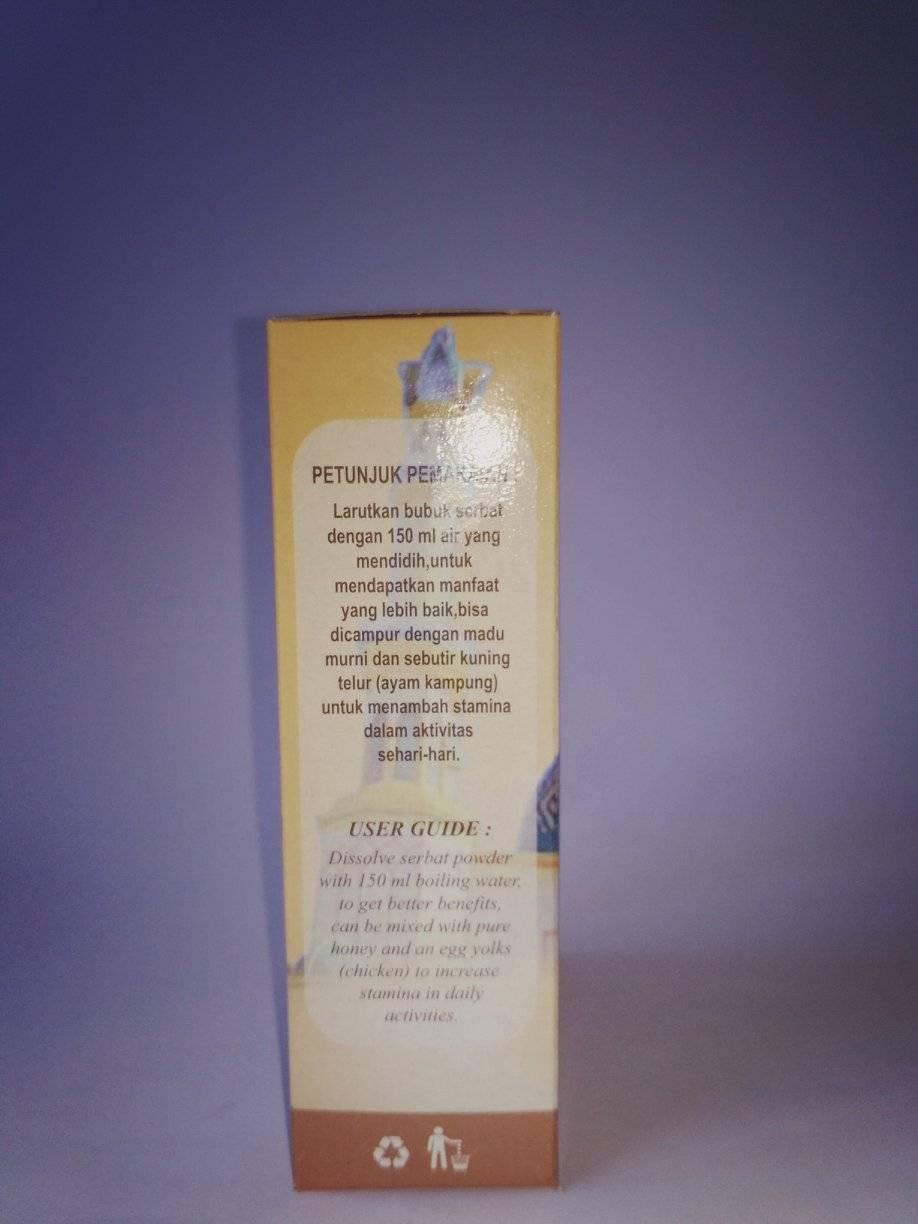 PETUNJUK PEMAKAIAN :
Larutkan bubuk serbat
dengan 150 ml air yang
mendidih,untuk
mendapatkan manfaat
yang lebih baik,bisa
dicampur dengan madu
murni dan sebutir kuning
telur (ayam kampung)
untuk menambah stamina
dalam aktivitas
sehari-hari.
USER GUIDE :
Dissolve serbat powder
with 150 ml boiling water,
to get better benefits,
can be mixed with pure
honey and an egg yolks
(chicken) to increase
stamina in daily
activities.